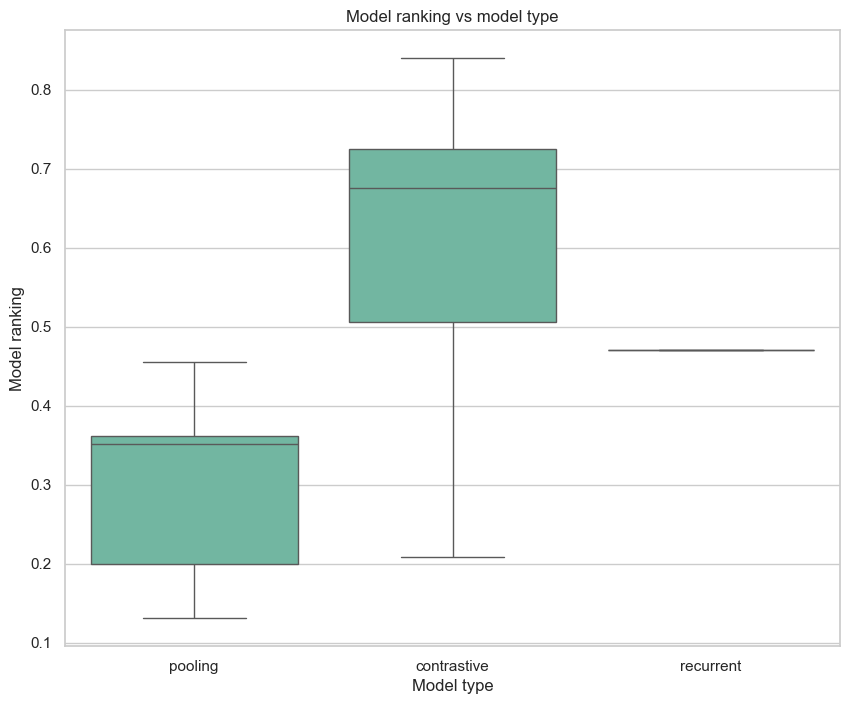 Model ranking vs model type
Model ranking
0.8
0.7
0.6
0.5
0.4
0.3
0.2
0.1
pooling
contrastive
recurrent
Model type